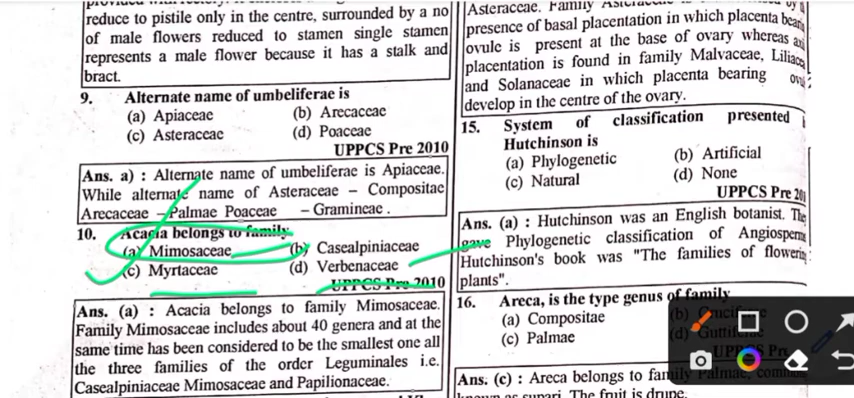 reduce to pistile only in the centre, surrounded by a no
of male flowers reduced to stamen single stamen
represents a male flower because it has a stalk and
bract.
9. Alternate name of umbeliferae is
(a) Apiaceae (b) Arecaceae
(c) Asteraceae (d) Poaceae
UPPCS Pre 2010
Ans. a) : Alternate name of umbeliferae is Apiaceae.
While alternate name of Asteraceae – Compositae
Arecaceae – Palmae Poaceae – Gramineae .
10. Acacia belongs to family
(a) Mimosaceae (b) Casealpiniaceae
(c) Myrtaceae (d) Verbenaceae
UPPCS Pre 2010
Ans. (a) : Acacia belongs to family Mimosaceae.
Family Mimosaceae includes about 40 genera and at the
same time has been considered to be the smallest one all
the three families of the order Leguminales i.e.
Casealpiniaceae Mimosaceae and Papilionaceae.
Asteraceae. Family
presence of basal placentation in which placenta
ovule is present at the base of ovary whereas
placentation is found in family Malvaceae,
and Solanaceae in which placenta bearing
develop in the centre of the ovary.
15. System of classification presented
Hutchinson is
(a) Phylogenetic (b) Artificial
(c) Natural (d) None
UPPCS Pre
Ans. (a) : Hutchinson was an English botanist.
gave Phylogenetic classification of
Hutchinson's book was "The families of
plants".
16. Areca, is the type genus of family
(a) Compositae (b)
(c) Palmae (d)
Ans. (c) : Areca belongs to family Palmae,
The fruit is drupe.